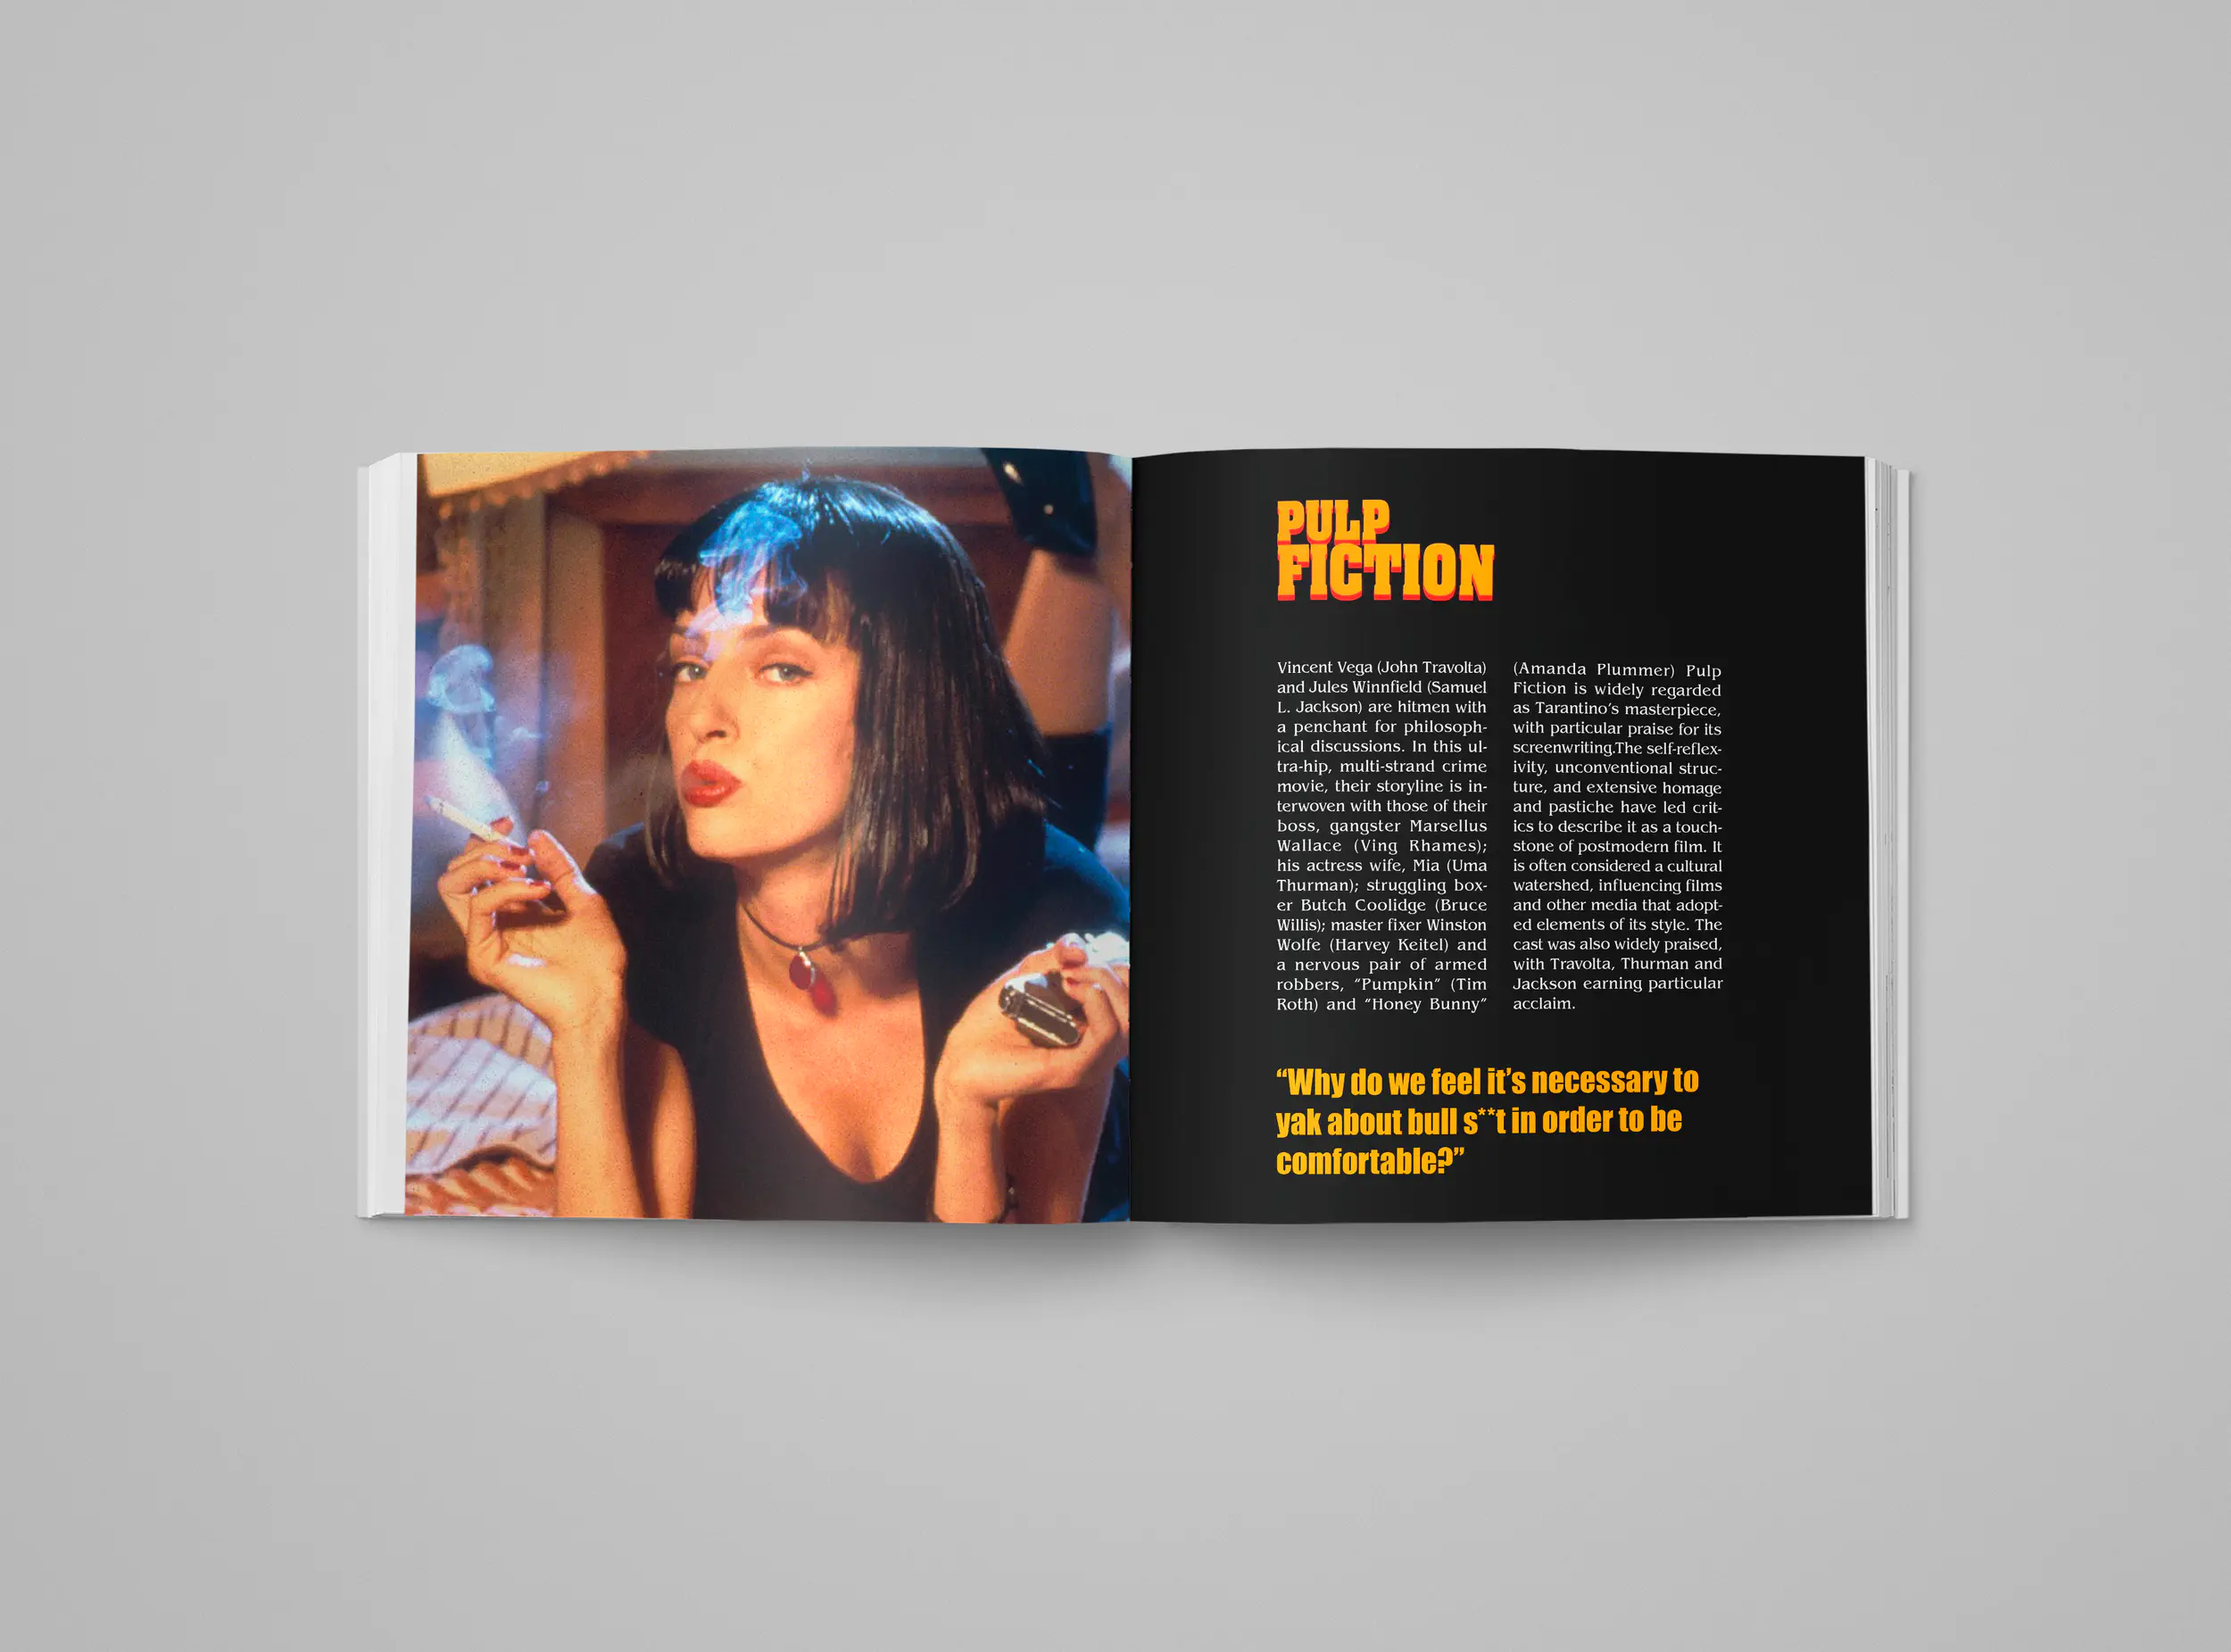 PULP
FICTION
Vincent Vega (John Travolta)
and Jules Winnfield (Samuel
L. Jackson) are hitmen with
a penchant for philosoph-
ical discussions. In this ul-
tra-hip, multi-strand crime
movie, their storyline is in-
terwoven with those of their
boss, gangster Marsellus
Wallace (Ving Rhames);
his actress wife, Mia (Uma
Thurman); struggling box-
er Butch Coolidge (Bruce
Willis); master fixer Winston
Wolfe (Harvey Keitel) and
a nervous pair of armed
robbers, “Pumpkin” (Tim
Roth) and “Honey Bunny”
(Amanda Plummer) Pulp
Fiction is widely regarded
as Tarantino’s masterpiece,
with particular praise for its
screenwriting.The self-reflex-
ivity, unconventional struc-
ture, and extensive homage
and pastiche have led crit-
ics to describe it as a touch-
stone of postmodern film. It
is often considered a cultural
watershed, influencing films
and other media that adopt-
ed elements of its style. The
cast was also widely praised,
with Travolta, Thurman and
Jackson earning particular
acclaim.
“Why do we feel it’s necessary to
yak about bull s**t in order to be
comfortable?”